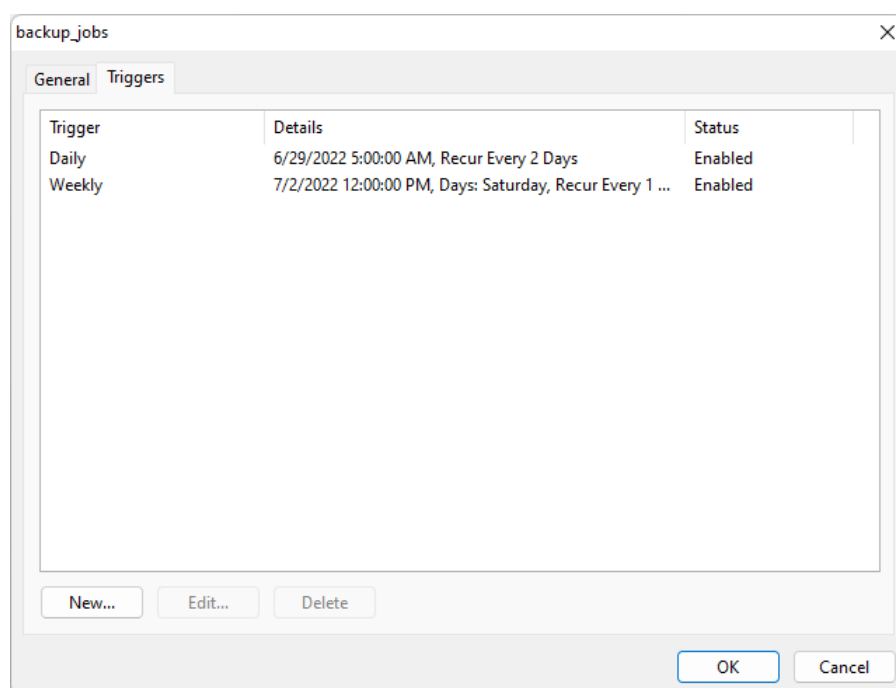 backup_jobs
General Triggers
Trigger Details Status
Daily 6/29/2022 5:00:00 AM, Recur Every 2 Days Enabled
Weekly 7/2/2022 12:00:00 PM, Days: Saturday, Recur Every 1 ... Enabled
New... Edit... Delete
OK Cancel